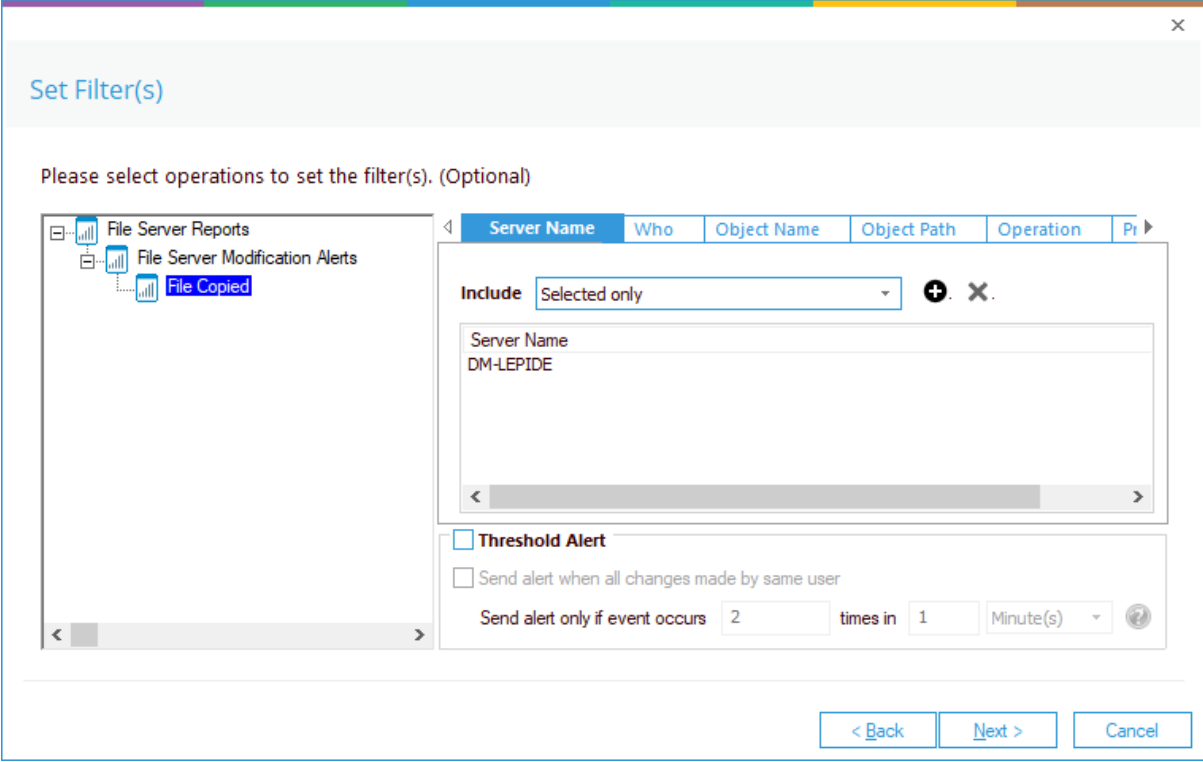 Set Filter(s)
Please select operations to set the filter(s). (Optional)
File Server Reports
File Server Modification Alerts
File Copied
Server Name Who Object Name Object Path Operation
Include Selected only
Server Name
DM-LEPIDE
Threshold Alert
Send alert when all changes made by same user
Send alert only if event occurs 2 times in 1 Minute(s)
< Back Next > Cancel